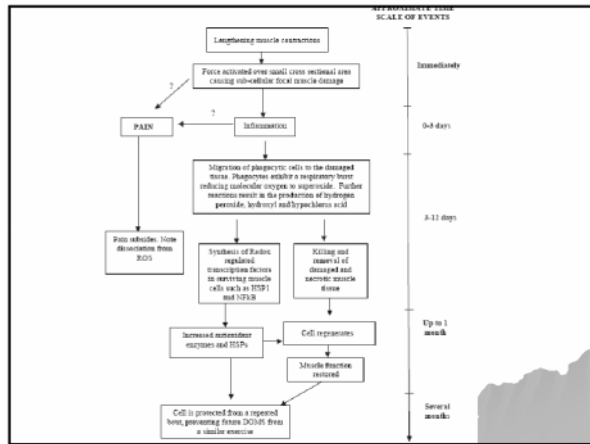 APPROXIMATE TIME
SCALE OF EVENTS
Lengthening muscle contractions
Immediately
Force activated over small cross sectional area
causing sub-cellular focal muscle damage
?
?
PAIN
Inflammation
0-3 days
Migration of phagocytic cells to the damaged
tissue. Phagocytes exhibit a respiratory burst
reducing molecular oxygen to superoxide. Further
reactions result in the production of hydrogen
peroxide, hydroxyl and hypochlorus acid
3-11 days
Pain subsides. Note
dissociation from
ROS
Synthesis of Redox
regulated
transcription factors
in surviving muscle
cells such as HSP1
and NFkB
Killing and
removal of
damaged and
necrotic muscle
tissue
Increased antioxidant
enzymes and HSPs
Cell regenerates
Up to 1
month
Muscle function
restored
Cell is protected from a repeated
bout, preventing future DOMS from
a similar exercise
Several
months